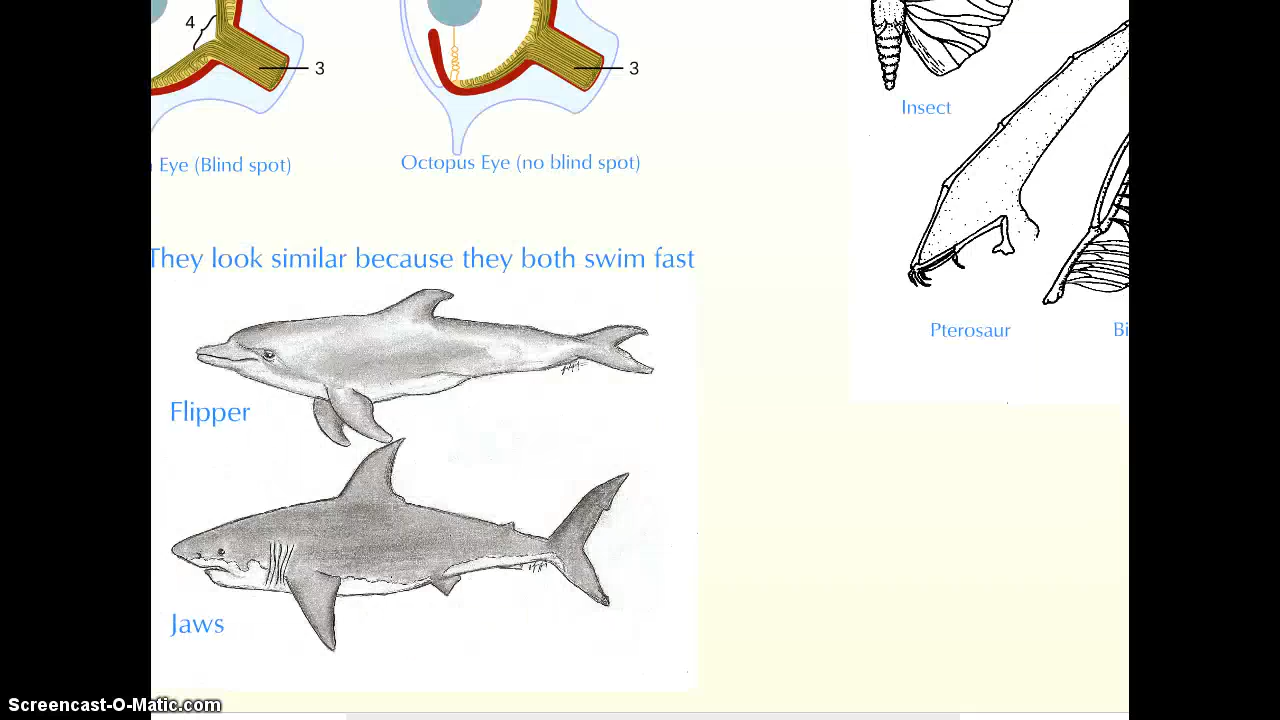 4
3
3
Insect
Eye (Blind spot)
Octopus Eye (no blind spot)
They look similar because they both swim fast
Pterosaur
Bi
Flipper
Jaws
Screencast-O-Matic.com